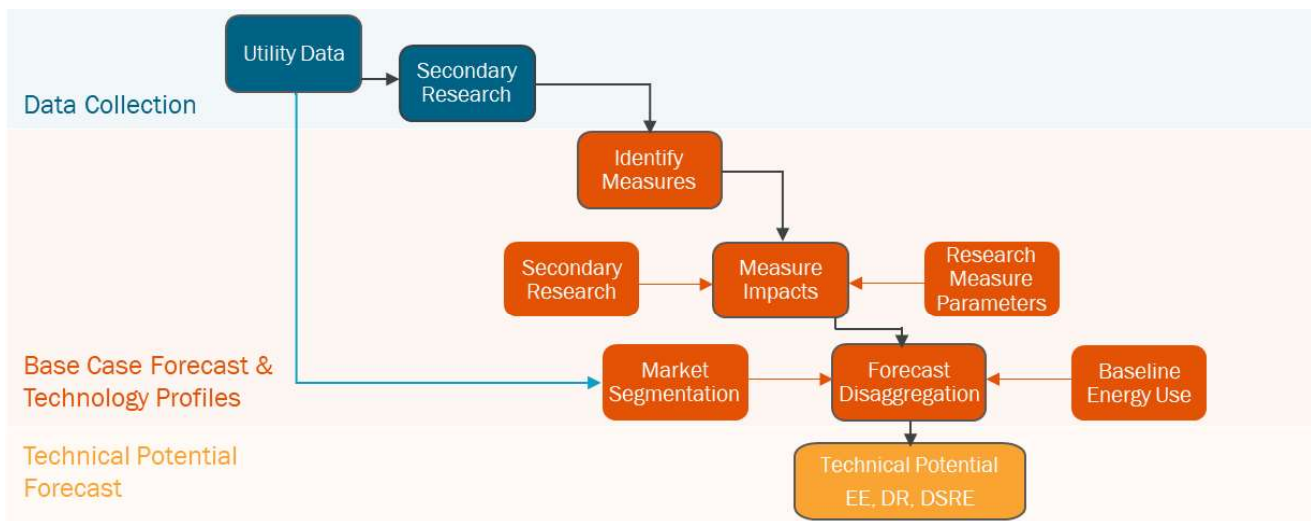 Utility Data
Secondary
Research
Data Collection
Identify
Measures
Secondary
Research
Measure
Impacts
Research
Measure
Parameters
Base Case Forecast &
Technology Profiles
Market
Segmentation
Forecast
Disaggregation
Baseline
Energy Use
Technical Potential
Forecast
Technical Potential
EE, DR, DSRE